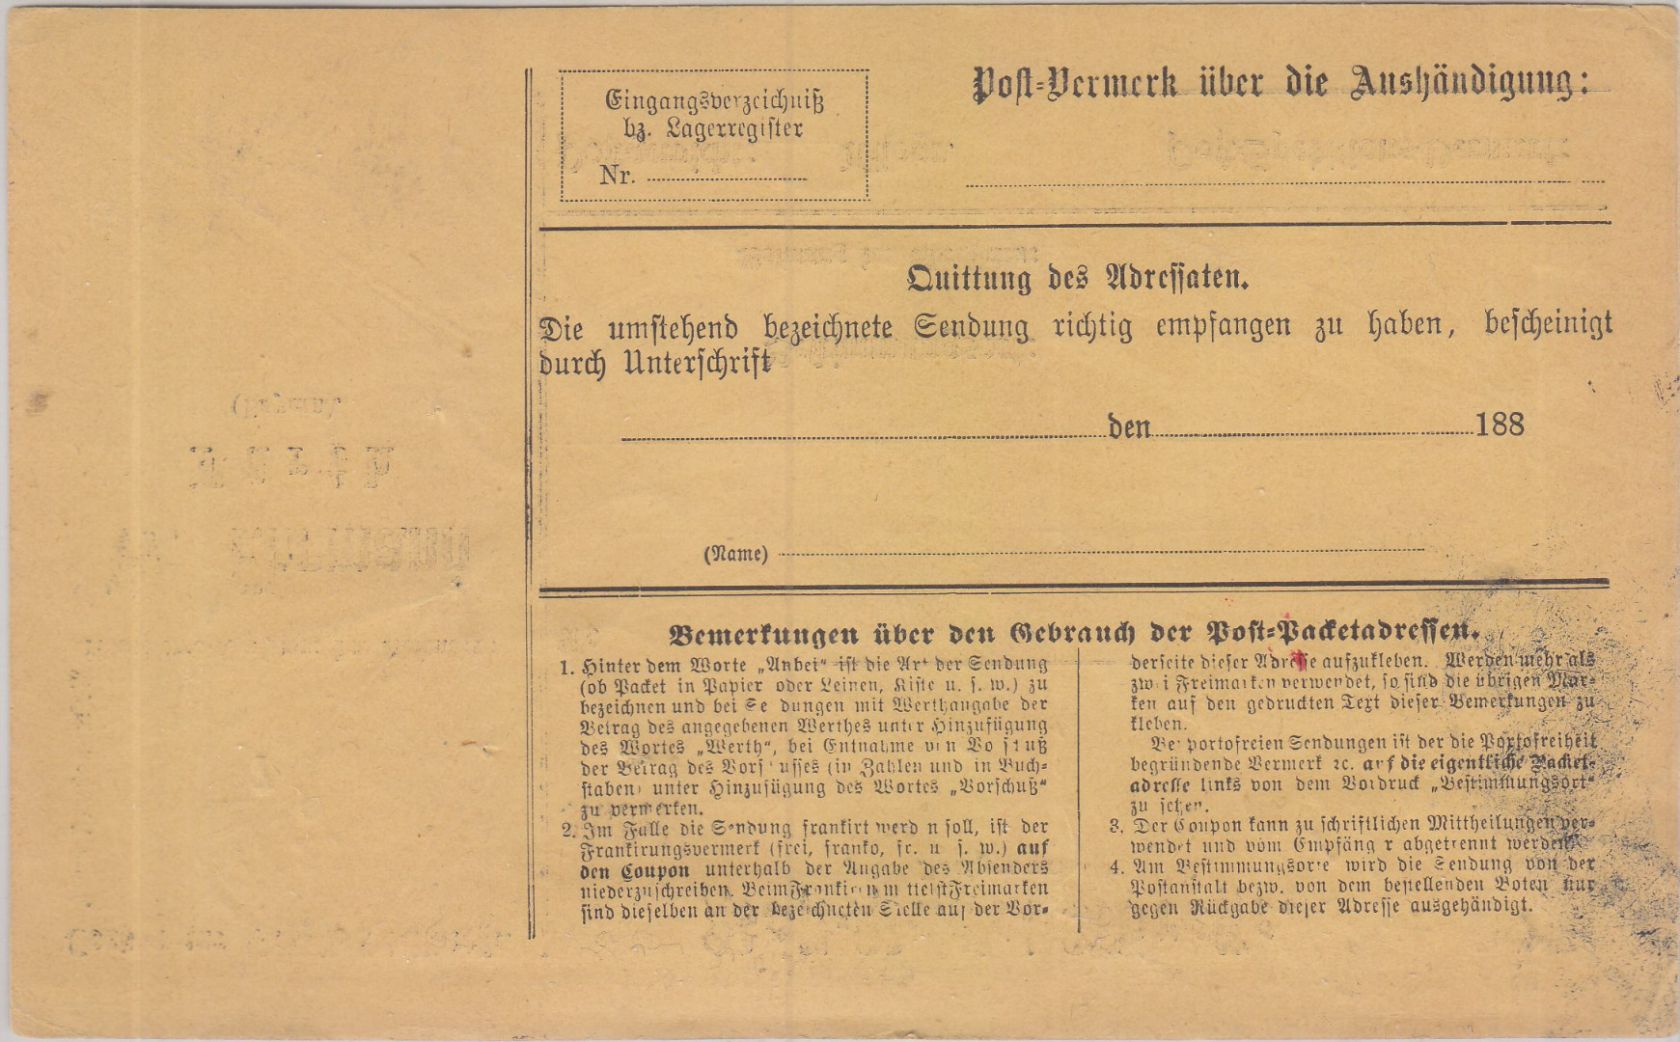 Eingangsverzeichniß
bz. Lagerregister
Nr.
Post-Vermerk über die Aushändigung:
Quittung des Adressaten.
Die umstehend bezeichnete Sendung richtig empfangen zu haben, bescheinigt
durch Unterschrift
den 188
(Name)
Bemerkungen über den Gebrauch der Post-Packetadressen.
1. Hinter dem Worte „Anbei“ ist die Art der Sendung
(ob Packet in Papier oder Leinen, Kiste u. s. w.) zu
bezeichnen und bei Sendungen mit Werthangabe der
Betrag des angegebenen Werthes unter Hinzufügung
des Wortes „Werth“, bei Entnahme von Vorschuß
der Betrag des Vorschusses (in Zahlen und in Buch-
staben) unter Hinzufügung des Wortes „Vorschuß“
zu vermerken.
2. Im Falle die Sendung frankirt werden soll, ist der
Frankirungsvermerk (frei, franko, fr. u. s. w.) auf
den Coupon unterhalb der Angabe des Absenders
niederzuschreiben. Beim Frankiren mittelst Freimarken
sind dieselben an der bezeichneten Stelle auf der Vor-
derseite dieser Adresse aufzukleben. Werden mehr als
zwei Freimarken verwendet, so sind die übrigen Mar-
ken auf den gedruckten Text dieser Bemerkungen zu
kleben.
Bei portofreien Sendungen ist der die Portofreiheit
begründende Vermerk ꝛc. auf die eigentliche Packet-
adresse links von dem Vordruck „Bestimmungsort“
zu setzen.
3. Der Coupon kann zu schriftlichen Mittheilungen ver-
wendet und vom Empfänger abgetrennt werden.
4. Am Bestimmungsorte wird die Sendung von der
Postanstalt bezw. von dem bestellenden Boten nur
gegen Rückgabe dieser Adresse ausgehändigt.